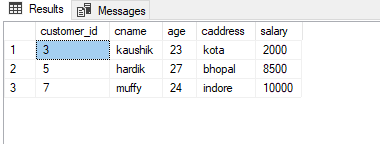 Results Messages
customer_id cname age caddress salary
1 3 kaushik 23 kota 2000
2 5 hardik 27 bhopal 8500
3 7 muffy 24 indore 10000